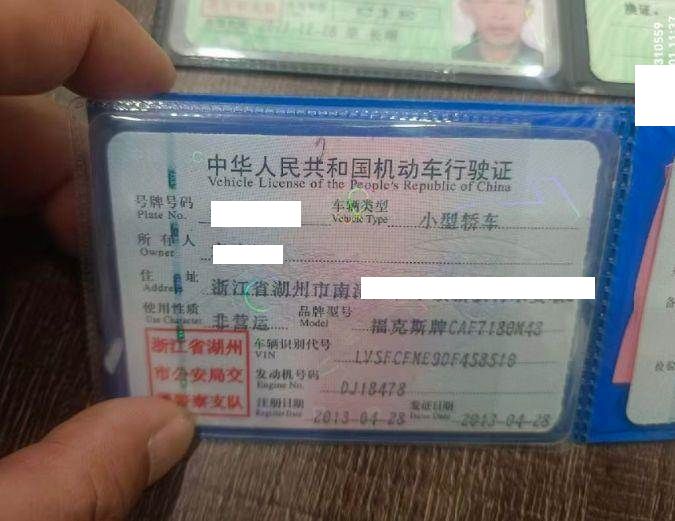 中华人民共和国机动车行驶证
Vehicle License of the People's Republic of China
号牌号码
Plate No.
车辆类型 小型轿车
Vehicle Type
所有人
Owner
住址 浙江省湖州市南
Address
使用性质 非营运
Use Character
品牌型号 福克斯牌CAF7180M48
Model
浙江省湖州
市公安局交
警察支队
车辆识别代号
VIN
发动机号码 DJ18478
Engine No.
注册日期 2013-04-28
Register Date
发证日期 2013-04-28
Issue Date
换证